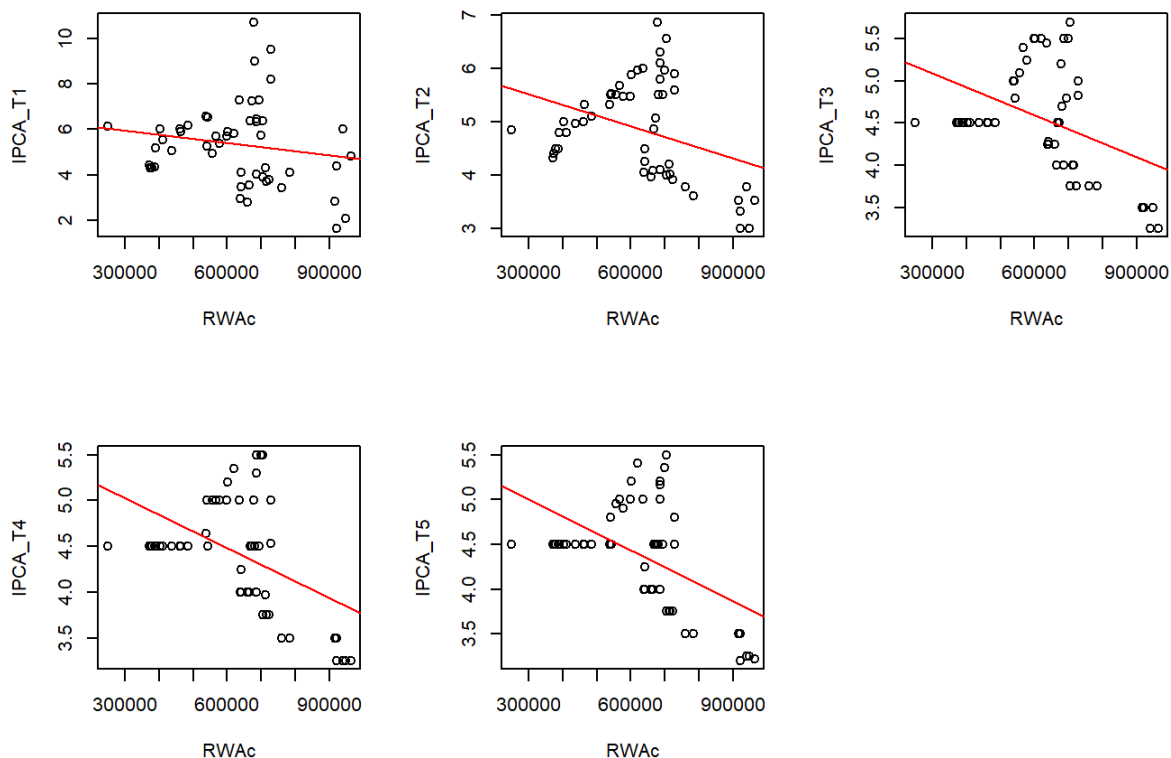 IPCA_T1
2 4 6 8 10
300000 600000 900000
RWAc
IPCA_T2
3 4 5 6 7
300000 600000 900000
RWAc
IPCA_T3
3.5 4.0 4.5 5.0 5.5
300000 600000 900000
RWAc
IPCA_T4
3.5 4.0 4.5 5.0 5.5
300000 600000 900000
RWAc
IPCA_T5
3.5 4.0 4.5 5.0 5.5
300000 600000 900000
RWAc